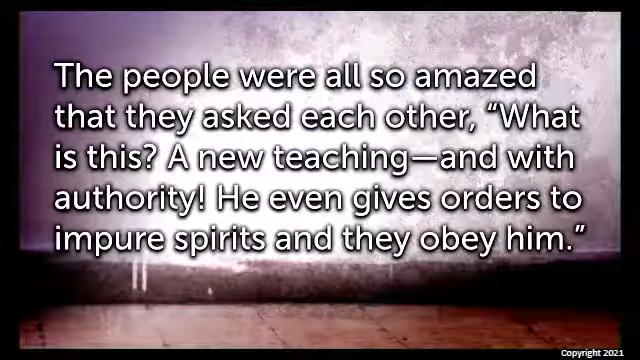 The people were all so amazed
that they asked each other, “What
is this? A new teaching—and with
authority! He even gives orders to
impure spirits and they obey him.”
Copyright 2021